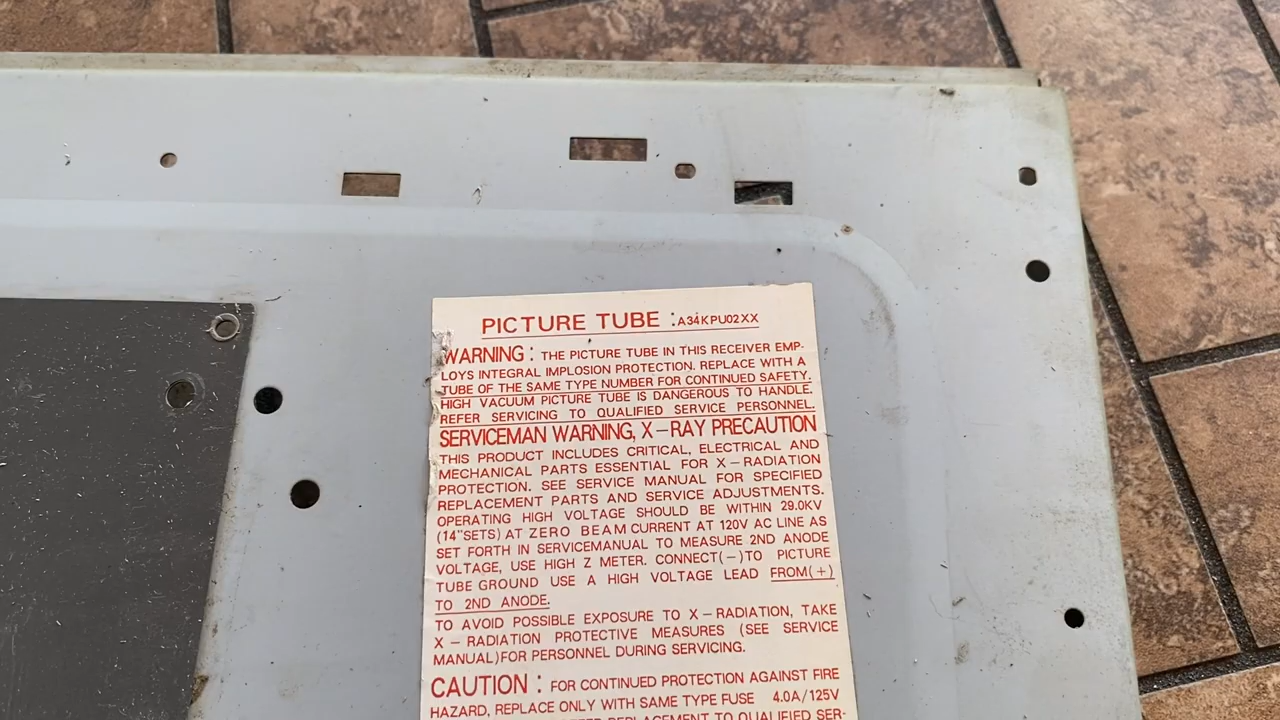 PICTURE TUBE : A34KPU02XX
WARNING : THE PICTURE TUBE IN THIS RECEIVER EMP-
LOYS INTEGRAL IMPLOSION PROTECTION. REPLACE WITH A
TUBE OF THE SAME TYPE NUMBER FOR CONTINUED SAFETY.
HIGH VACUUM PICTURE TUBE IS DANGEROUS TO HANDLE.
REFER SERVICING TO QUALIFIED SERVICE PERSONNEL.
SERVICEMAN WARNING, X-RAY PRECAUTION
THIS PRODUCT INCLUDES CRITICAL, ELECTRICAL AND
MECHANICAL PARTS ESSENTIAL FOR X-RADIATION
PROTECTION. SEE SERVICE MANUAL FOR SPECIFIED
REPLACEMENT PARTS AND SERVICE ADJUSTMENTS.
OPERATING HIGH VOLTAGE SHOULD BE WITHIN 29.0KV
(14"SETS) AT ZERO BEAM CURRENT AT 120V AC LINE AS
SET FORTH IN SERVICEMANUAL TO MEASURE 2ND ANODE
VOLTAGE, USE HIGH Z METER. CONNECT(-)TO PICTURE
TUBE GROUND USE A HIGH VOLTAGE LEAD FROM(+)
TO 2ND ANODE.
TO AVOID POSSIBLE EXPOSURE TO X-RADIATION, TAKE
X-RADIATION PROTECTIVE MEASURES (SEE SERVICE
MANUAL)FOR PERSONNEL DURING SERVICING.
CAUTION : FOR CONTINUED PROTECTION AGAINST FIRE
HAZARD, REPLACE ONLY WITH SAME TYPE FUSE 4.0A/125V
REPLACEMENT TO QUALIFIED SER-